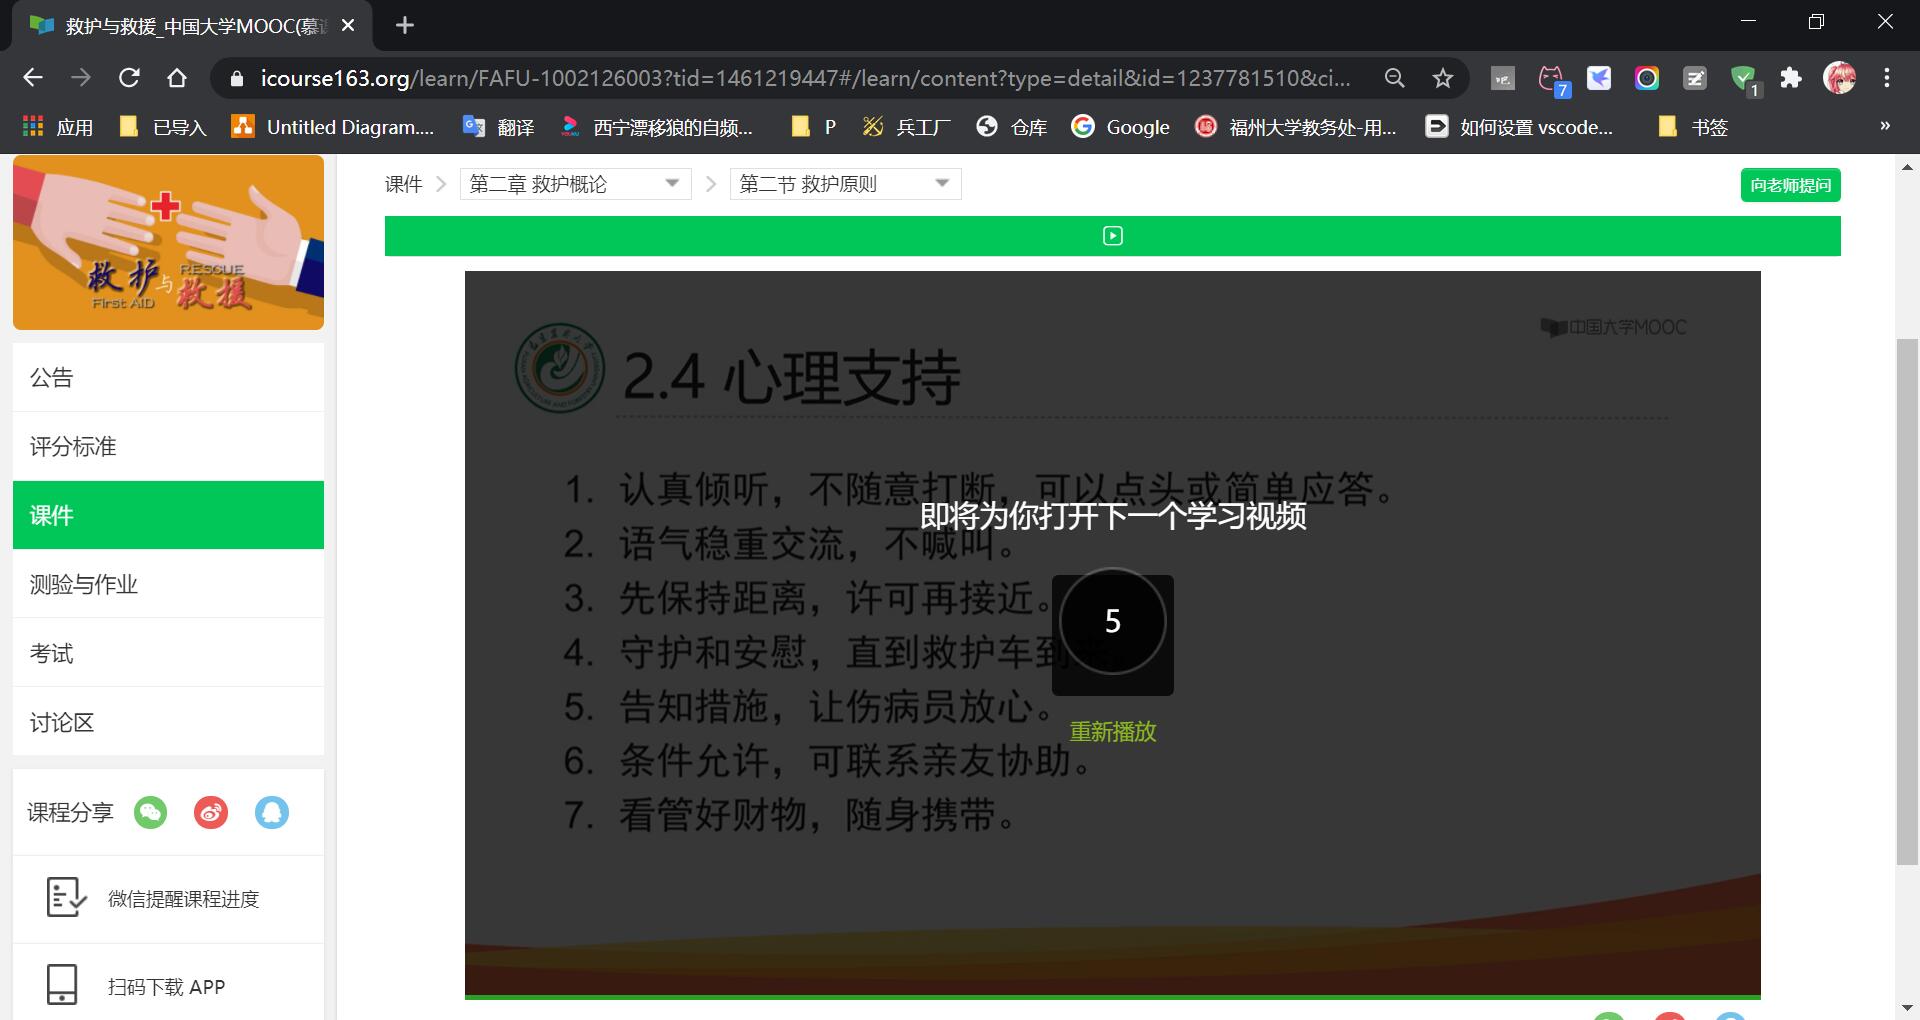 救护与救援_中国大学MOOC(慕课
icourse163.org/learn/FAFU-1002126003?tid=1461219447#/learn/content?type=detail&id=1237781510&ci...
7
1
应用
已导入
Untitled Diagram....
翻译
西宁漂移狼的自频...
P
兵工厂
仓库
Google
福州大学教务处-用...
如何设置 vscode...
书签
»
救护与救援
First AID
RESCUE
公告
评分标准
课件
测验与作业
考试
讨论区
课程分享
微信提醒课程进度
扫码下载 APP
课件
第二章 救护概论
第二节 救护原则
向老师提问
中国大学MOOC
2.4 心理支持
1. 认真倾听，不随意打断，可以点头或简单应答。
即将为你打开下一个学习视频
2. 语气稳重交流，不喊叫。
3. 先保持距离，许可再接近。
5
4. 守护和安慰，直到救护车到来。
5. 告知措施，让伤病员放心。
重新播放
6. 条件允许，可联系亲友协助。
7. 看管好财物，随身携带。